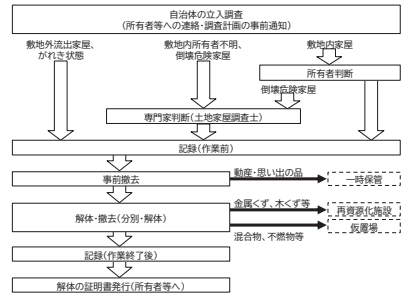 自治体の立入調査
(所有者等への連絡・調査計画の事前通知)
敷地外流出家屋、
がれき状態
敷地内所有者不明、
倒壊危険家屋
敷地内家屋
所有者判断
倒壊危険家屋
専門家判断(土地家屋調査士)
記録(作業前)
事前撤去
動産・思い出の品
一時保管
解体・撤去(分別・解体)
金属くず、木くず等
再資源化施設
仮置場
混合物、不燃物等
記録(作業終了後)
解体の証明書発行(所有者等へ)